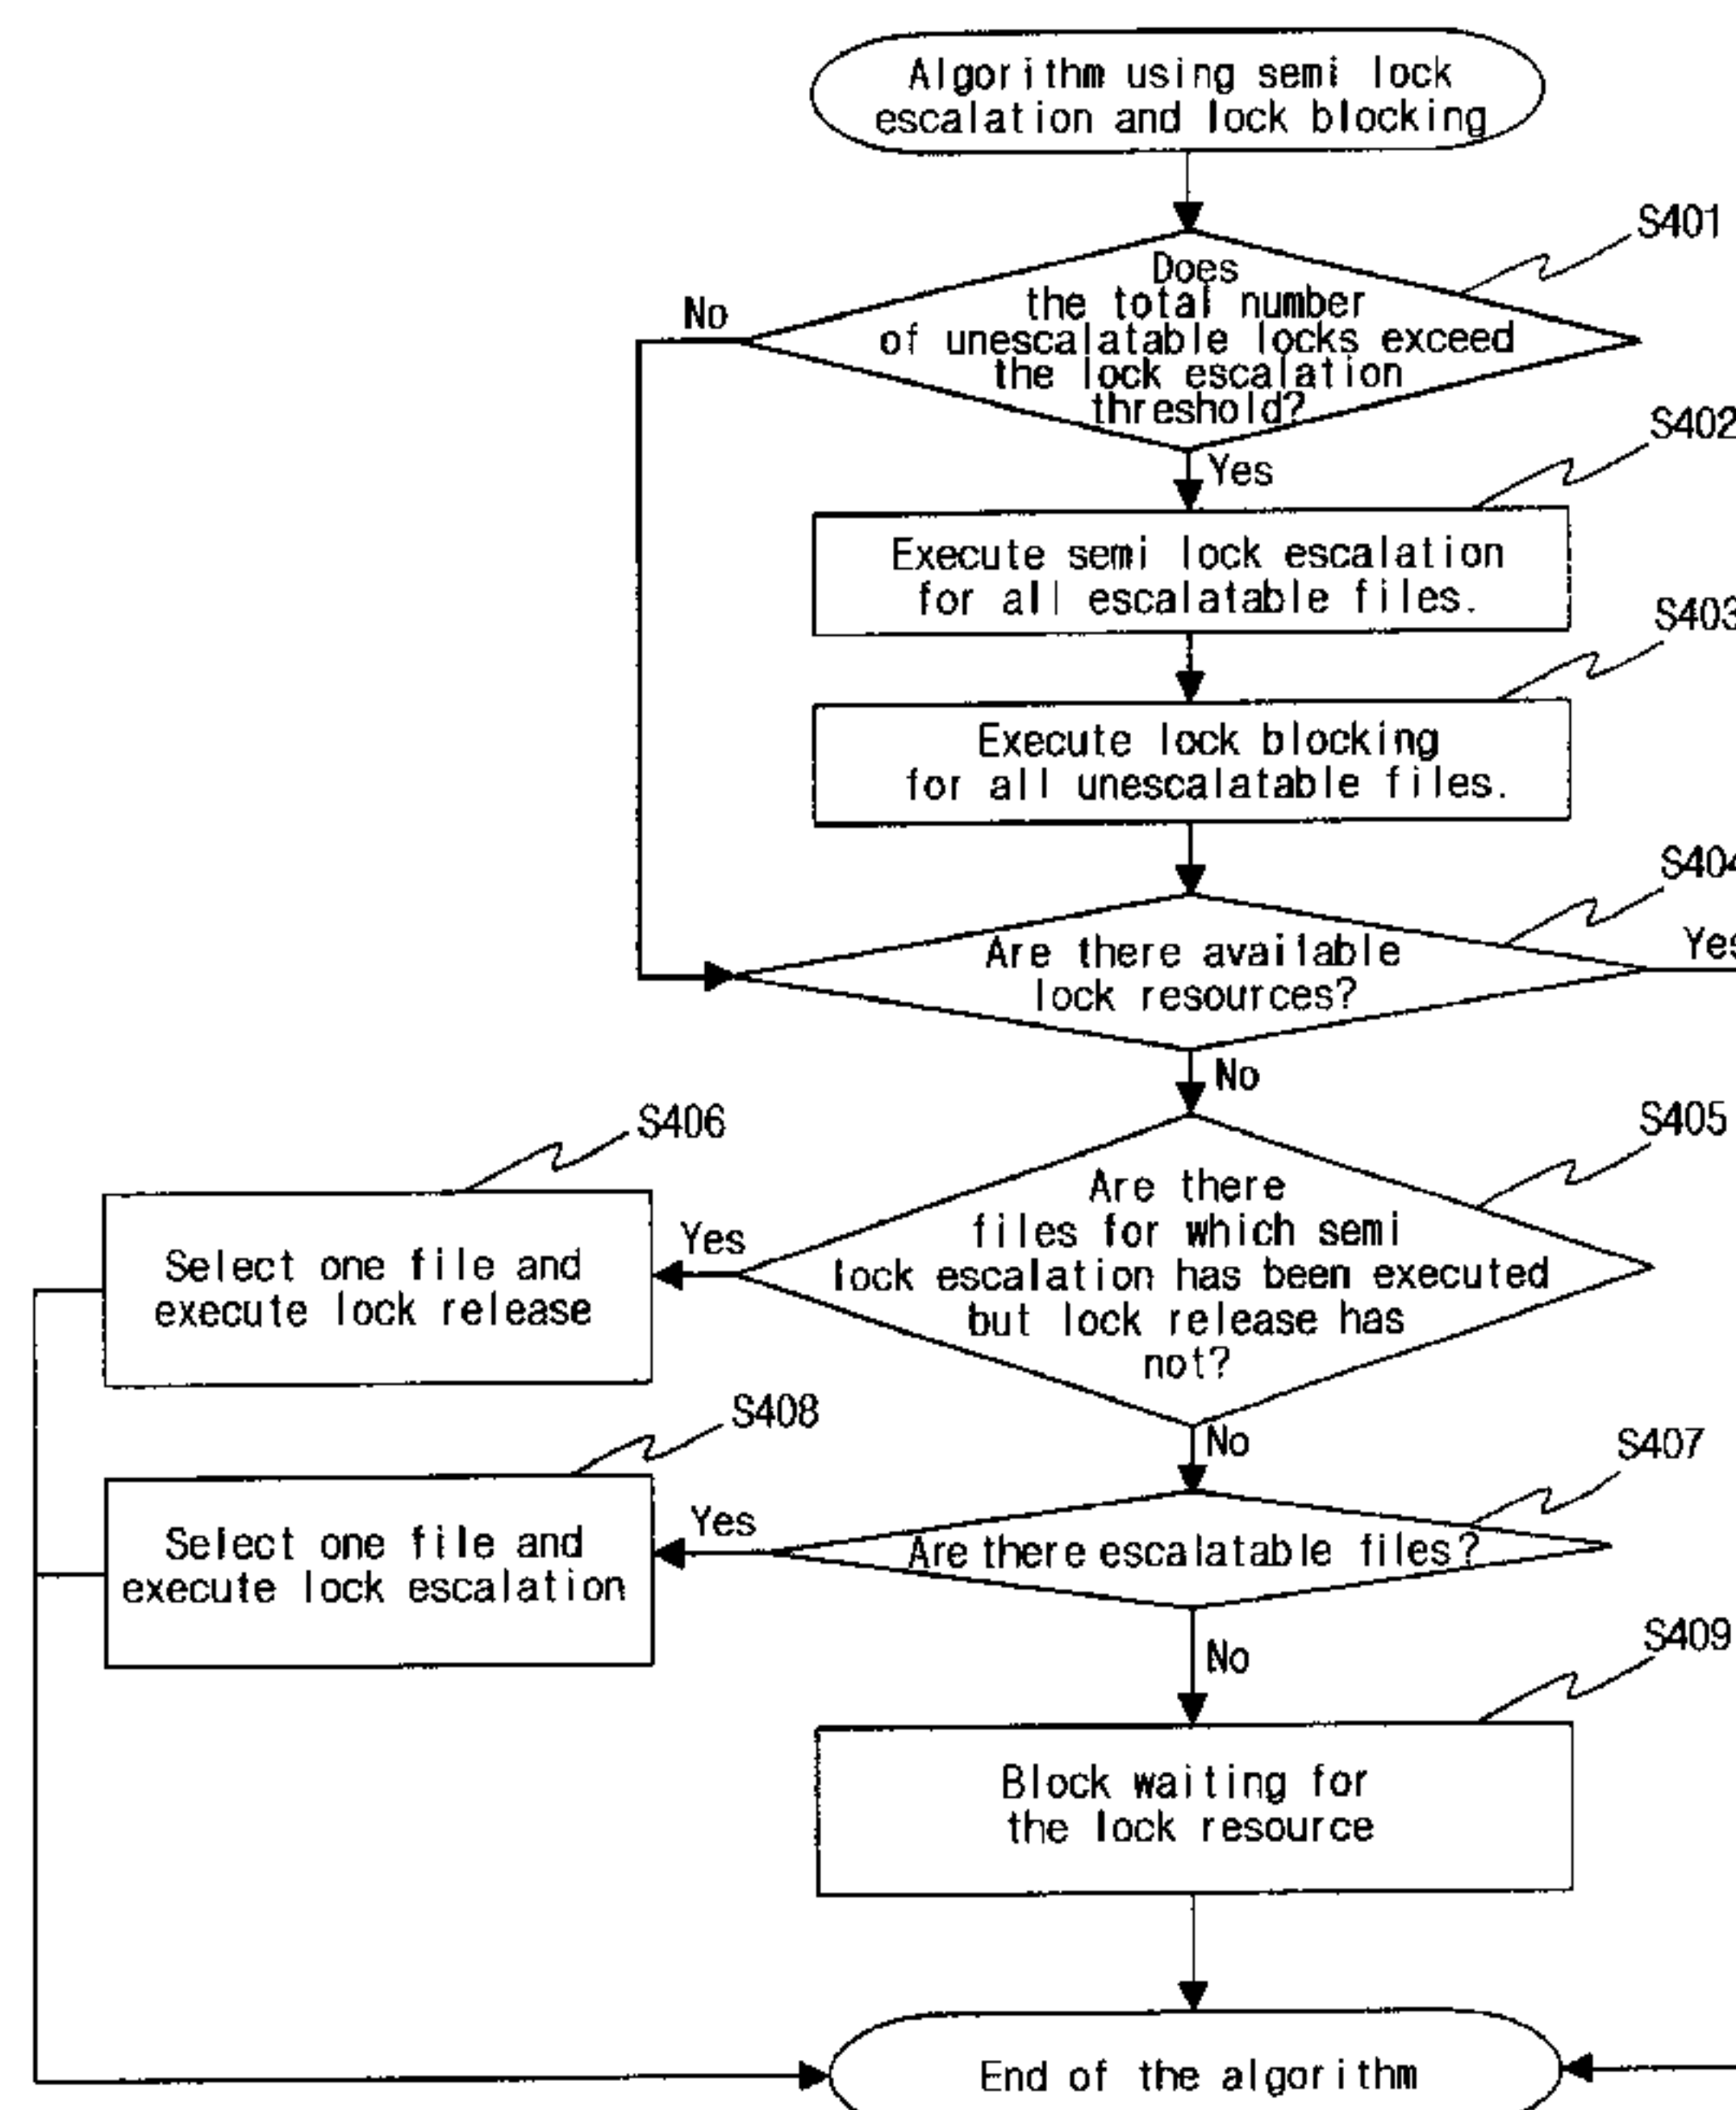 Algorithm using semi lock
escalation and lock blocking
S401
Does
the total number
of unescalatable locks exceed
the lock escalation
threshold?
No
Yes
S402
Execute semi lock escalation
for all escalatable files.
S403
Execute lock blocking
for all unescalatable files.
S404
Are there available
lock resources?
Yes
No
S405
Are there
files for which semi
lock escalation has been executed
but lock release has
not?
Yes
S406
Select one file and
execute lock release
No
S407
Are there escalatable files?
Yes
S408
Select one file and
execute lock escalation
No
S409
Block waiting for
the lock resource
End of the algorithm